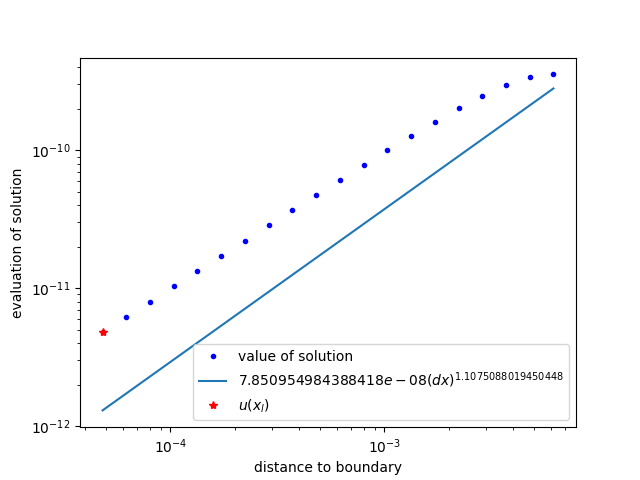 evaluation of solution
10⁻¹⁰
10⁻¹¹
10⁻¹²
value of solution
7.850954984388418e − 08(dx)^1.1075088019450448
u(x_l)
10⁻⁴
10⁻³
distance to boundary